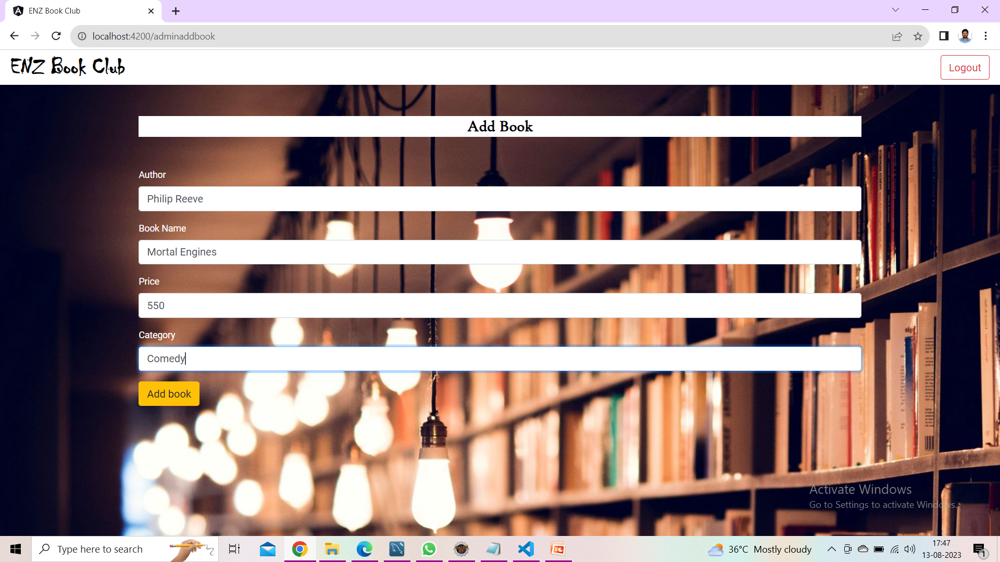 ENZ Book Club
localhost:4200/adminaddbook
ENZ Book Club
Logout
Add Book
Author
Philip Reeve
Book Name
Mortal Engines
Price
550
Category
Comedy
Add book
Activate Windows
Go to Settings to activate Windows.
Type here to search
36°C Mostly cloudy
17:47
13-08-2023
1